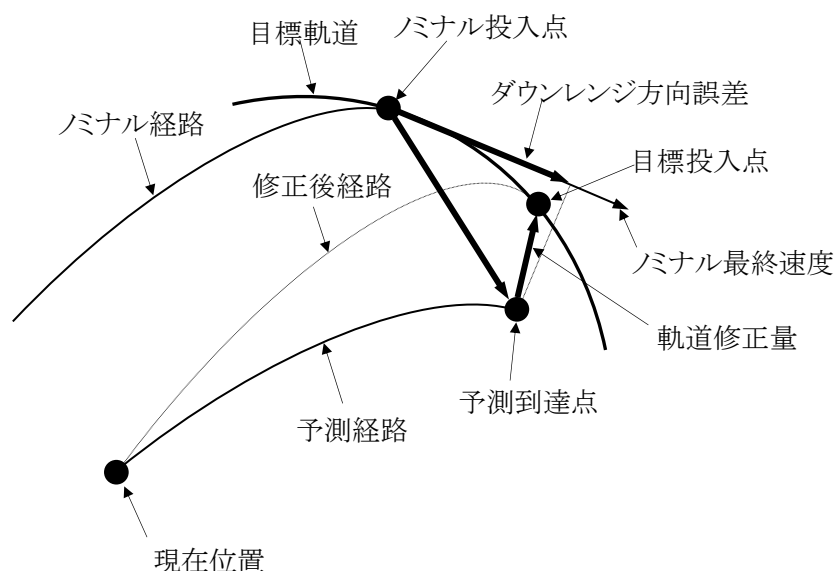 目標軌道
ノミナル投入点
ダウンレンジ方向誤差
ノミナル経路
目標投入点
修正後経路
ノミナル最終速度
軌道修正量
予測到達点
予測経路
現在位置